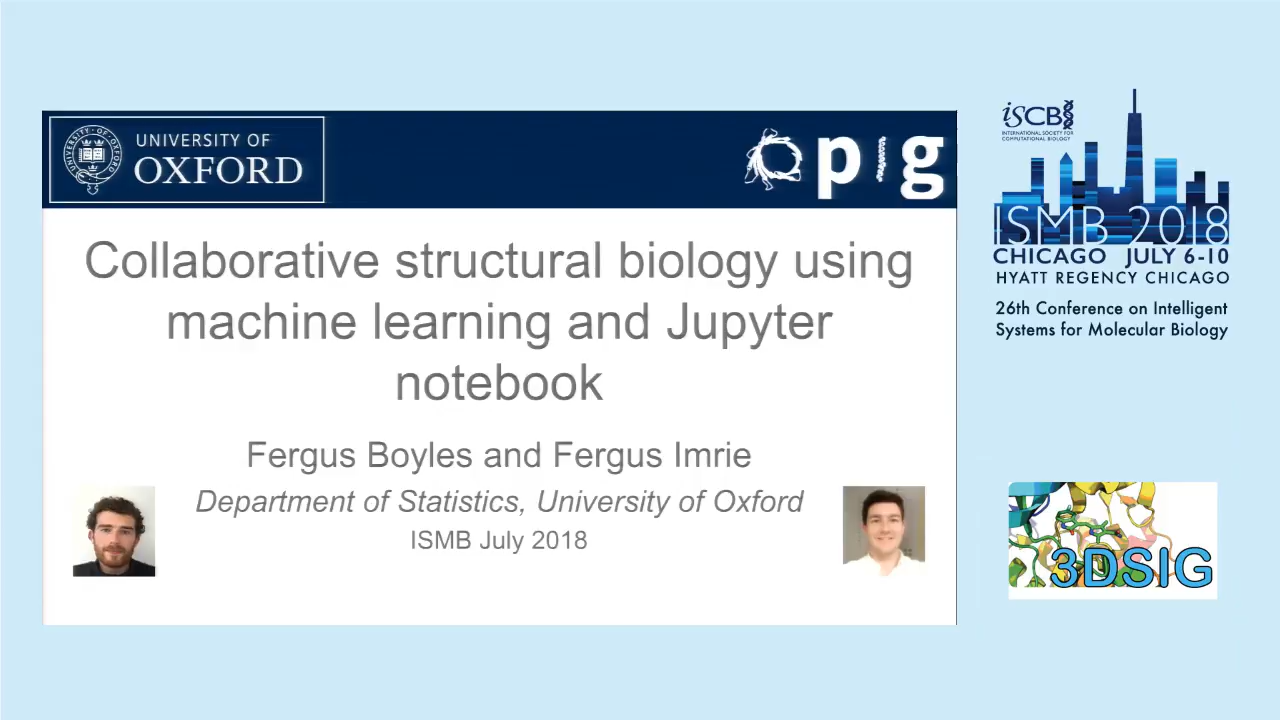 UNIVERSITY OF
OXFORD
opig
Collaborative structural biology using
machine learning and Jupyter
notebook
Fergus Boyles and Fergus Imrie
Department of Statistics, University of Oxford
ISMB July 2018
iSCB
INTERNATIONAL SOCIETY FOR
COMPUTATIONAL BIOLOGY
ISMB 2018
CHICAGO JULY 6-10
HYATT REGENCY CHICAGO
26th Conference on Intelligent
Systems for Molecular Biology
3DSIG